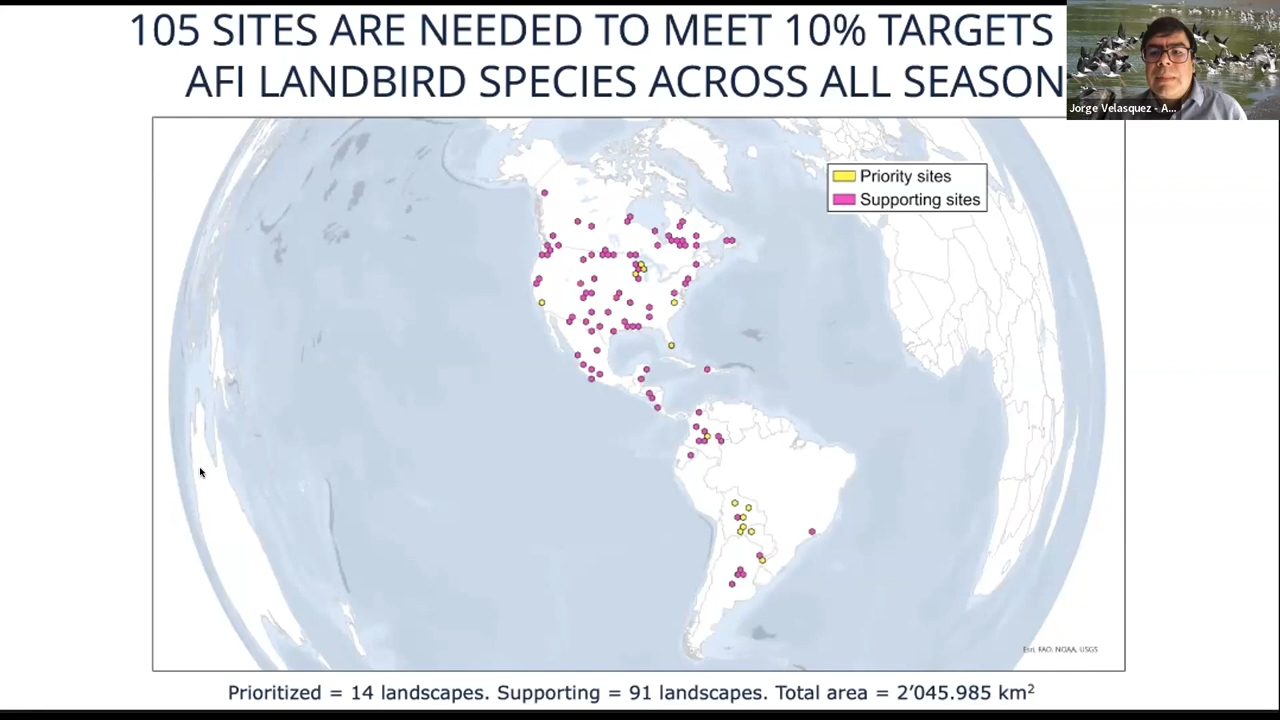 105 SITES ARE NEEDED TO MEET 10% TARGETS
AFI LANDBIRD SPECIES ACROSS ALL SEASON
Jorge Velasquez - A...
Priority sites
Supporting sites
Esri, FAO, NOAA, USGS
Prioritized = 14 landscapes. Supporting = 91 landscapes. Total area = 2’045.985 km²